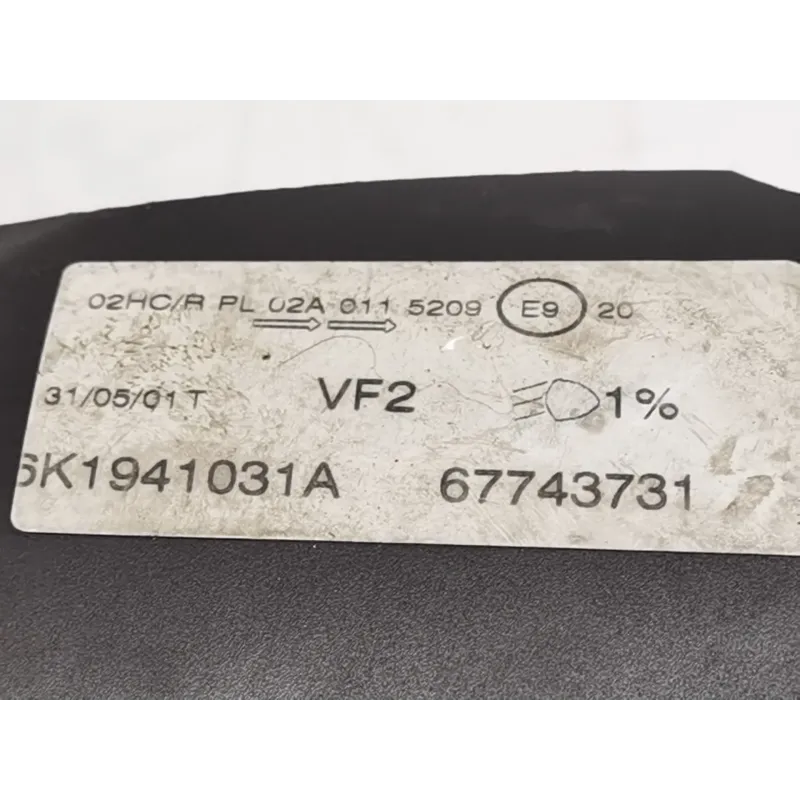 02HC/R PL 02A 011 5209 E9 20
31/05/01 T VF2 1%
6K1941031A 67743731